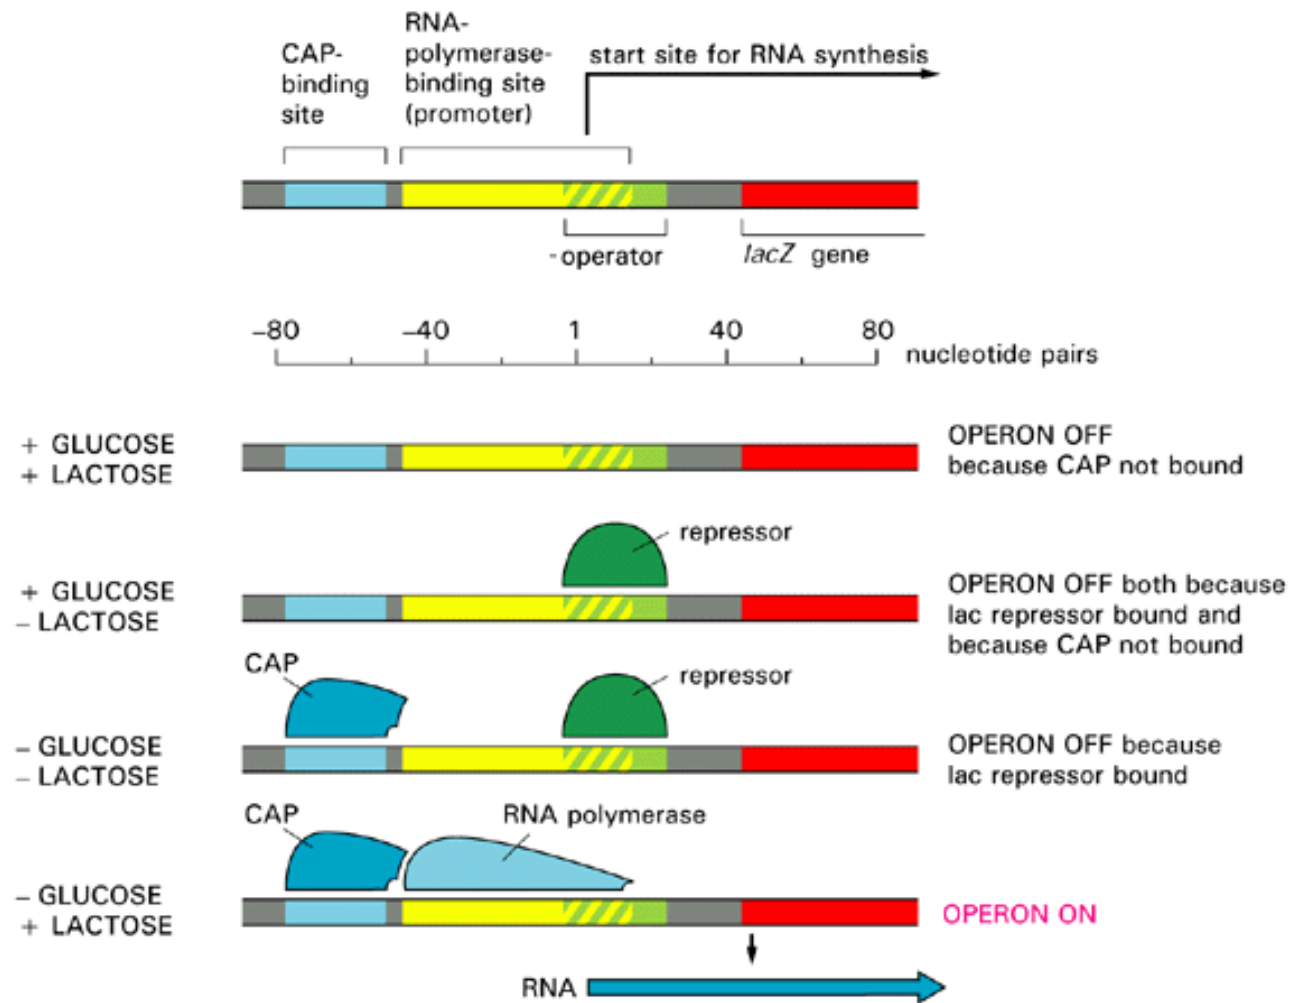 CAP-
binding
site
RNA-
polymerase-
binding site
(promoter)
start site for RNA synthesis
-operator
lacZ gene
–80 –40 1 40 80
nucleotide pairs
+ GLUCOSE
+ LACTOSE
OPERON OFF
because CAP not bound
repressor
+ GLUCOSE
– LACTOSE
OPERON OFF both because
lac repressor bound and
because CAP not bound
CAP
repressor
– GLUCOSE
– LACTOSE
OPERON OFF because
lac repressor bound
CAP
RNA polymerase
– GLUCOSE
+ LACTOSE
OPERON ON
RNA